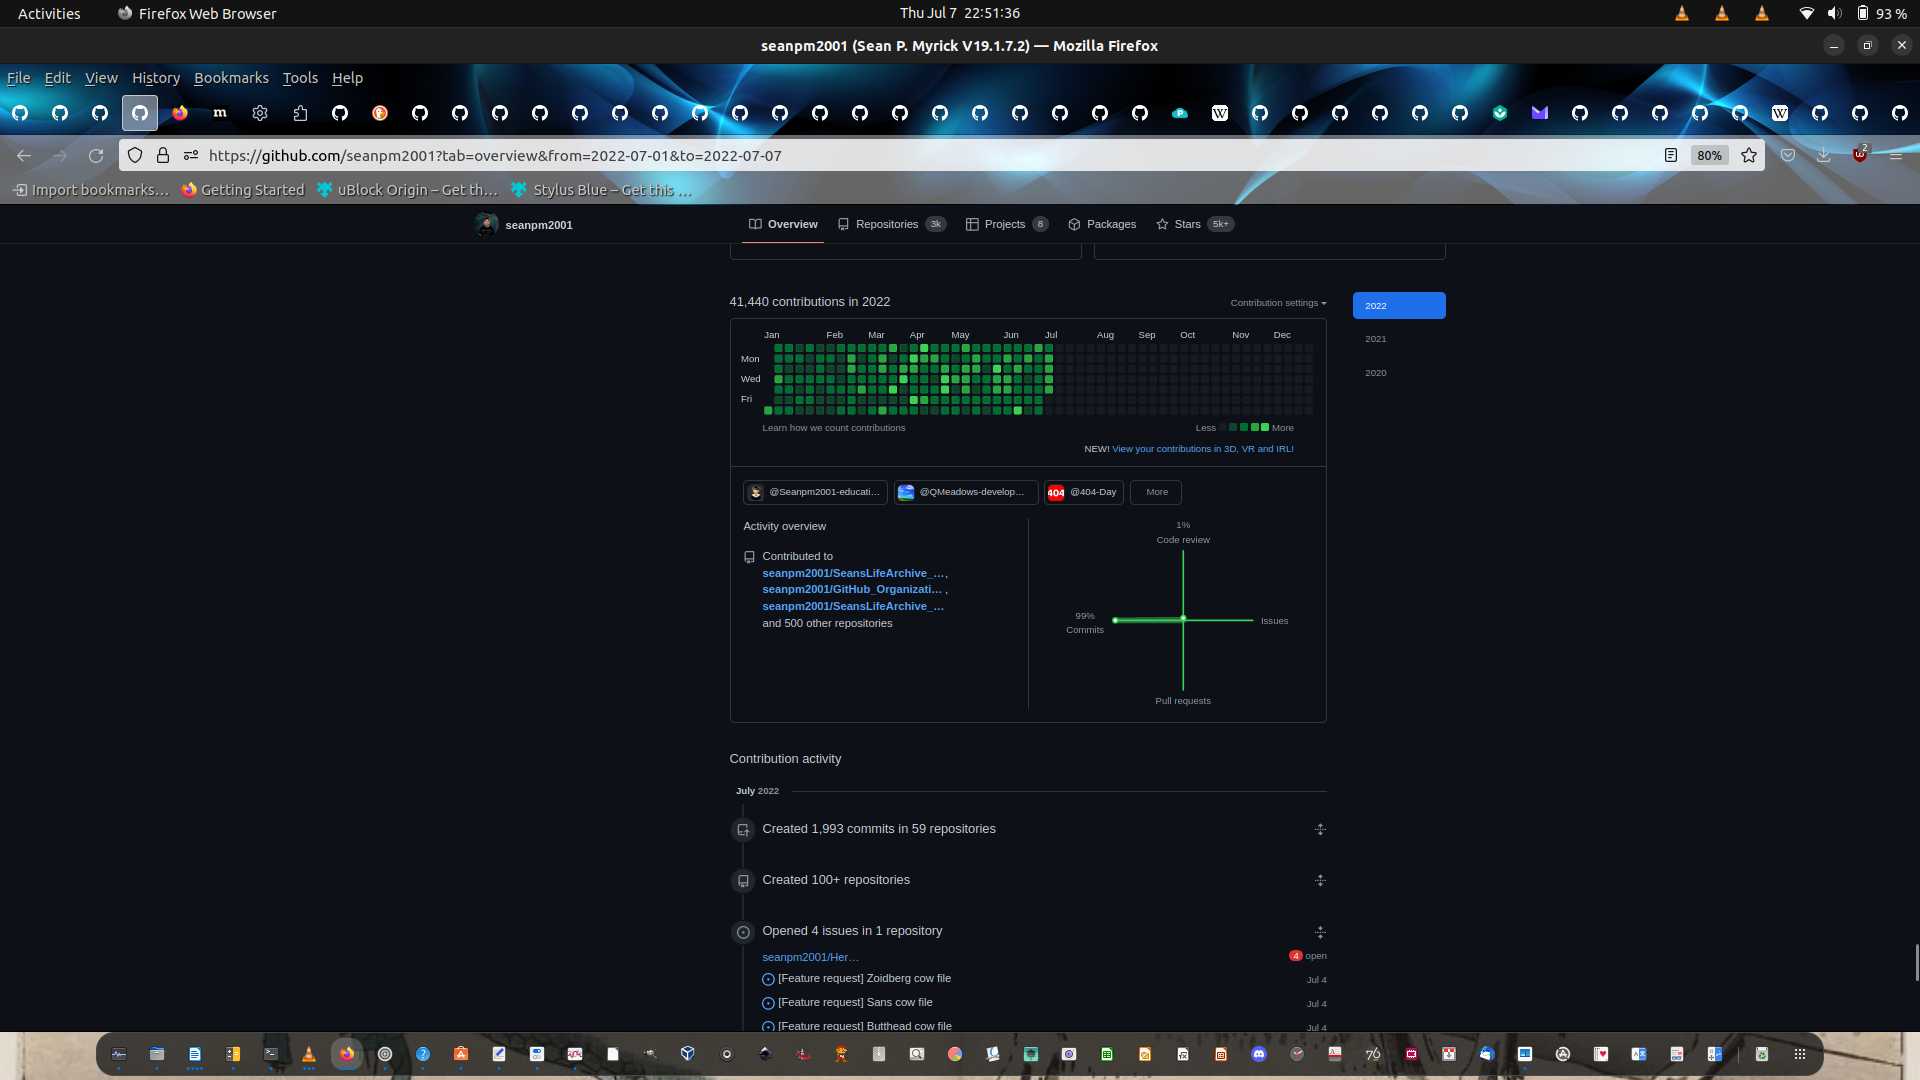 Activities Firefox Web Browser Thu Jul 7 22:51:36 93 %
seanpm2001 (Sean P. Myrick V19.1.7.2) — Mozilla Firefox
File Edit View History Bookmarks Tools Help
https://github.com/seanpm2001?tab=overview&from=2022-07-01&to=2022-07-07 80% 2
Import bookmarks… Getting Started uBlock Origin – Get th… Stylus Blue – Get this …
seanpm2001 Overview Repositories 3k Projects 8 Packages Stars 5k+
41,440 contributions in 2022 Contribution settings 2022
Jan Feb Mar Apr May Jun Jul Aug Sep Oct Nov Dec
2021
Mon
2020
Wed
Fri
Learn how we count contributions Less More
NEW! View your contributions in 3D, VR and IRL!
@Seanpm2001-educati… @QMeadows-develop… 404 @404-Day More
Activity overview
1%
Code review
Contributed to
seanpm2001/SeansLifeArchive_…,
seanpm2001/GitHub_Organizati… ,
seanpm2001/SeansLifeArchive_…
and 500 other repositories
99%
Commits
Issues
Pull requests
Contribution activity
July 2022
Created 1,993 commits in 59 repositories
Created 100+ repositories
Opened 4 issues in 1 repository
seanpm2001/Her… 4 open
[Feature request] Zoidberg cow file Jul 4
[Feature request] Sans cow file Jul 4
[Feature request] Butthead cow file Jul 4